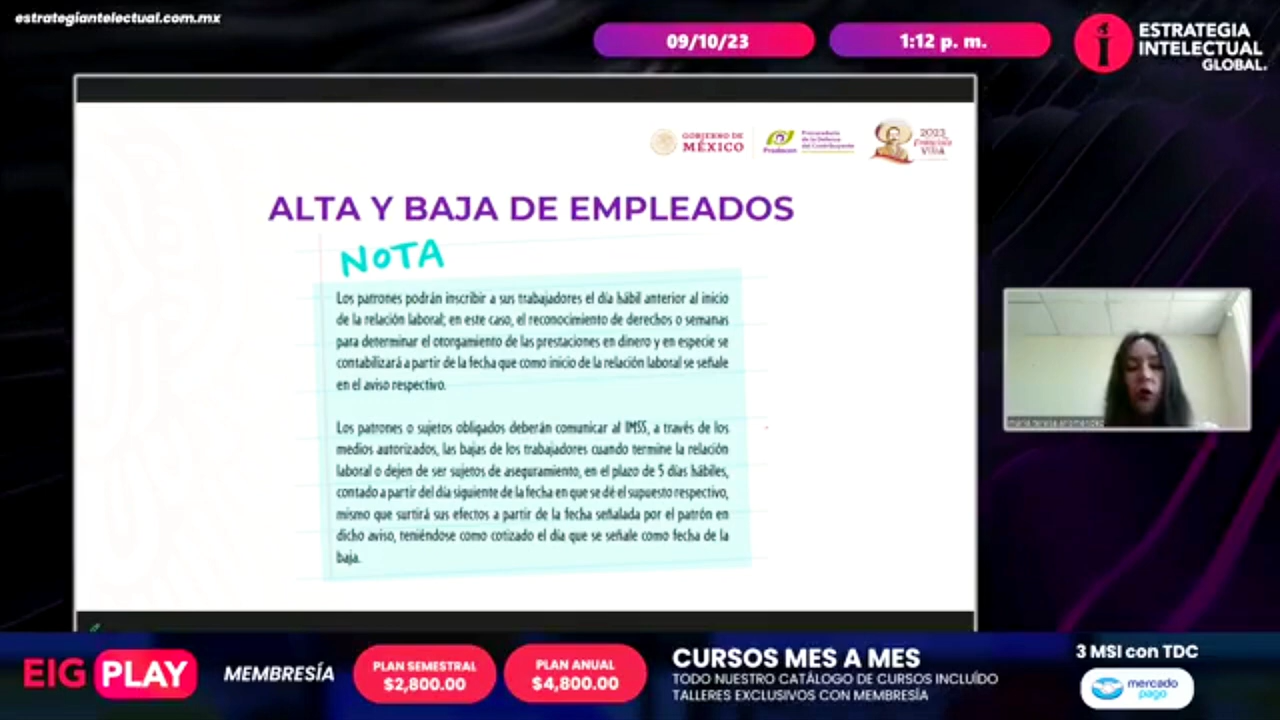 estrategiantelectual.com.mx
09/10/23
1:12 p. m.
ESTRATEGIA
INTELECTUAL
GLOBAL.
GOBIERNO DE
MÉXICO
Prodecon
Procuraduría
de la Defensa
del Contribuyente
2023
Francisco
VILLA
ALTA Y BAJA DE EMPLEADOS
NOTA
Los patrones podrán inscribir a sus trabajadores el día hábil anterior al inicio
de la relación laboral; en este caso, el reconocimiento de derechos o semanas
para determinar el otorgamiento de las prestaciones en dinero y en especie se
contabilizará a partir de la fecha que como inicio de la relación laboral se señale
en el aviso respectivo.
Los patrones o sujetos obligados deberán comunicar al IMSS, a través de los
medios autorizados, las bajas de los trabajadores cuando termine la relación
laboral o dejen de ser sujetos de aseguramiento, en el plazo de 5 días hábiles,
contado a partir del día siguiente de la fecha en que se dé el supuesto respectivo,
mismo que surtirá sus efectos a partir de la fecha señalada por el patrón en
dicho aviso, teniéndose como cotizado el día que se señale como fecha de la
baja.
EIG PLAY
MEMBRESÍA
PLAN SEMESTRAL
$2,800.00
PLAN ANUAL
$4,800.00
CURSOS MES A MES
TODO NUESTRO CATÁLOGO DE CURSOS INCLUÍDO
TALLERES EXCLUSIVOS CON MEMBRESÍA
3 MSI con TDC
mercado
pago